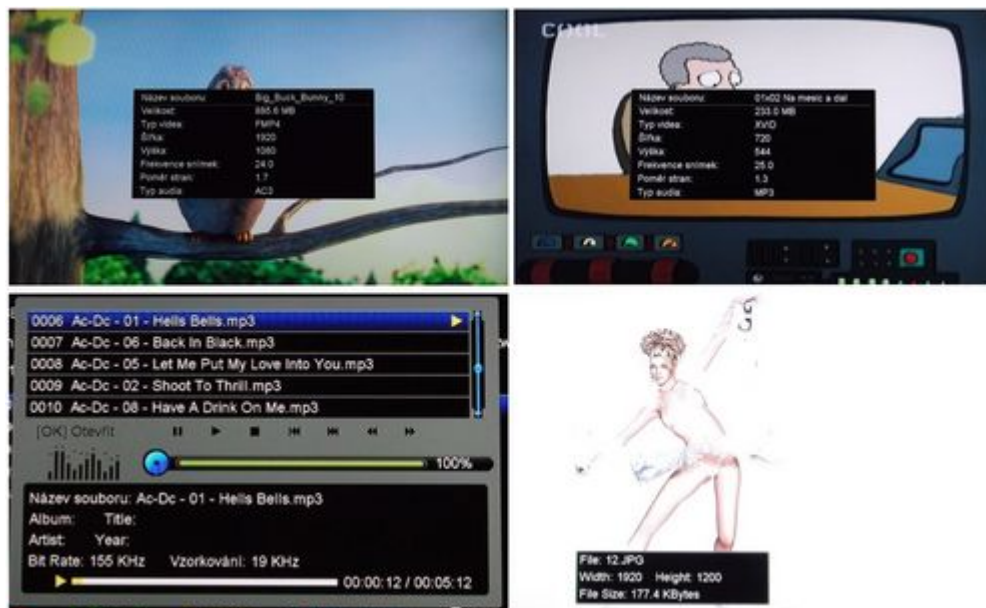 Název souboru: Big_Buck_Bunny_10
Velikost: 885.6 MB
Typ videa: FMP4
Šířka: 1920
Výška: 1080
Frekvence snímek: 24.0
Poměr stran: 1.7
Typ audia: AC3
COOL
Název souboru: 01x02 Na mesic a dal
Velikost: 233.0 MB
Typ videa: XVID
Šířka: 720
Výška: 544
Frekvence snímek: 25.0
Poměr stran: 1.3
Typ audia: MP3
0006 Ac-Dc - 01 - Hells Bells.mp3
0007 Ac-Dc - 06 - Back In Black.mp3
0008 Ac-Dc - 05 - Let Me Put My Love Into You.mp3
0009 Ac-Dc - 02 - Shoot To Thrill.mp3
0010 Ac-Dc - 08 - Have A Drink On Me.mp3
[OK] Otevřít
100%
Název souboru: Ac-Dc - 01 - Hells Bells.mp3
Album: Title:
Artist: Year:
Bit Rate: 155 KHz Vzorkování: 19 KHz
00:00:12 / 00:05:12
File: 12.JPG
Width: 1920 Height: 1200
File Size: 177.4 KBytes